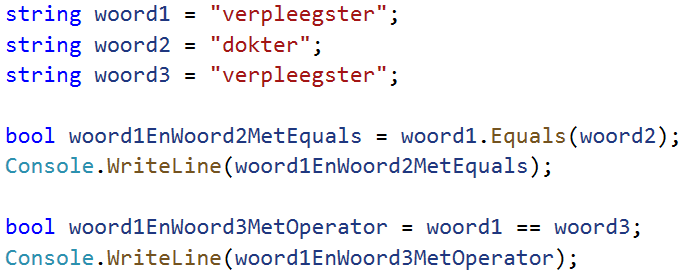 string woord1 = "verpleegster";
string woord2 = "dokter";
string woord3 = "verpleegster";
bool woord1EnWoord2MetEquals = woord1.Equals(woord2);
Console.WriteLine(woord1EnWoord2MetEquals);
bool woord1EnWoord3MetOperator = woord1 == woord3;
Console.WriteLine(woord1EnWoord3MetOperator);